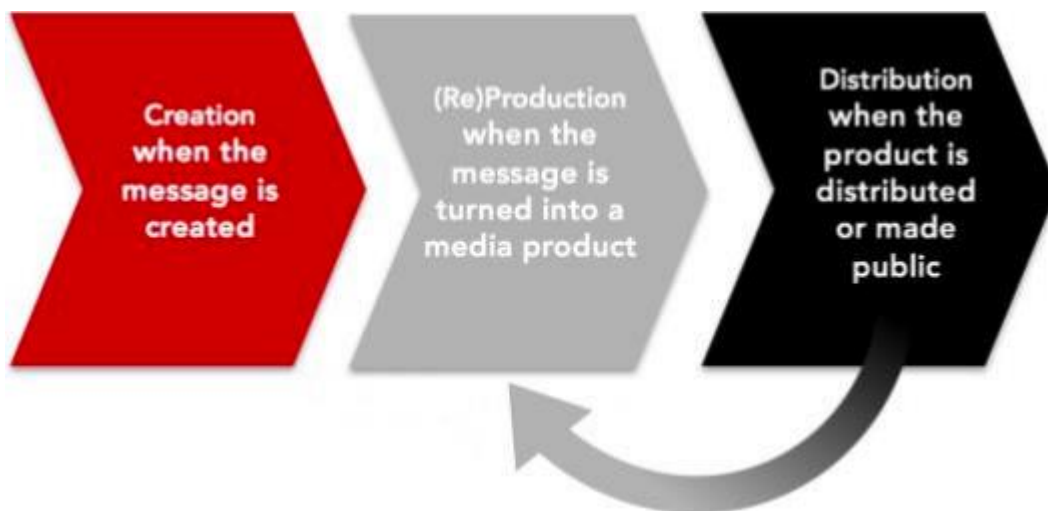 Creation
when the
message is
created
(Re)Production
when the
message is
turned into a
media product
Distribution
when the
product is
distributed
or made
public